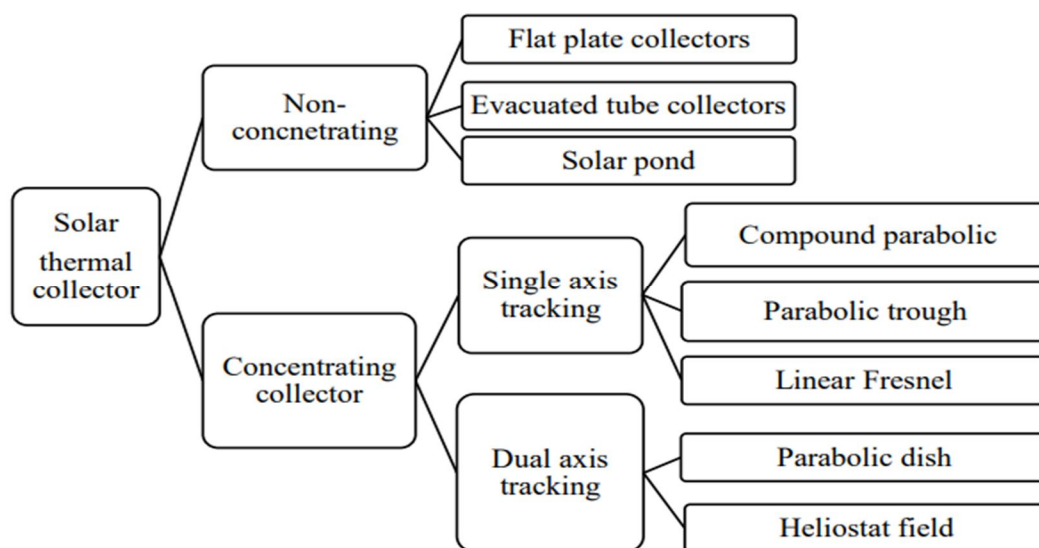 Flat plate collectors
Non-
concnetrating
Evacuated tube collectors
Solar pond
Solar
thermal
collector
Compound parabolic
Single axis
tracking
Parabolic trough
Concentrating
collector
Linear Fresnel
Dual axis
tracking
Parabolic dish
Heliostat field